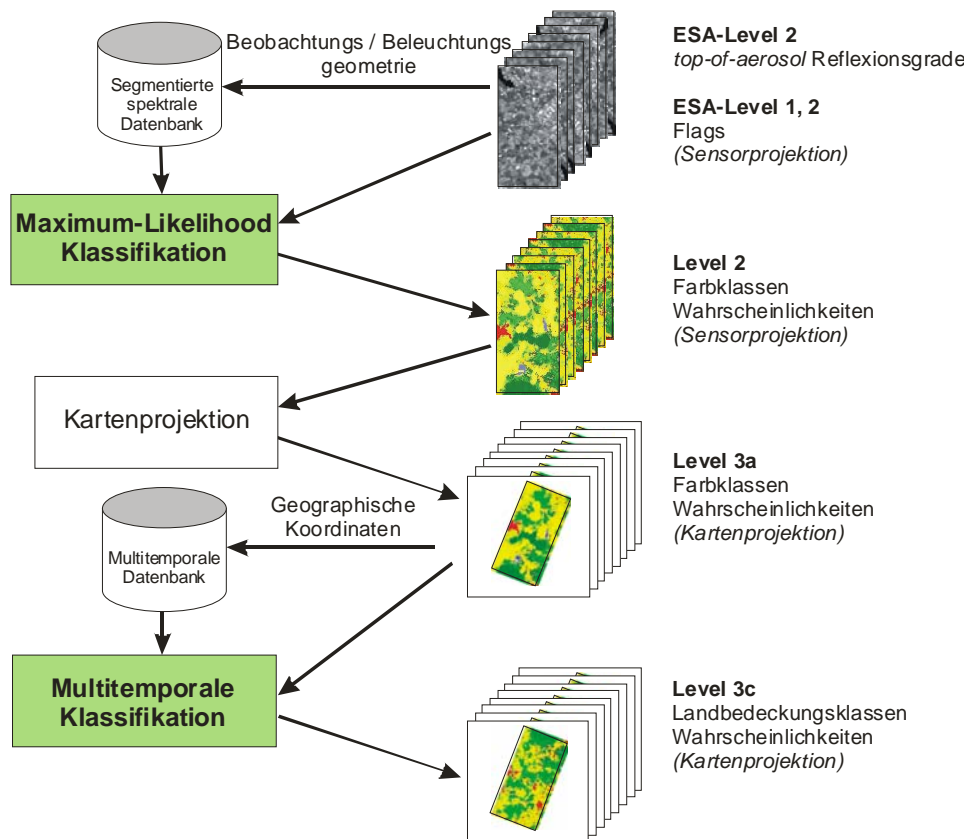 Beobachtungs / Beleuchtungs
geometrie
Segmentierte
spektrale
Datenbank
ESA-Level 2
top-of-aerosol Reflexionsgrade
ESA-Level 1, 2
Flags
(Sensorprojektion)
Maximum-Likelihood
Klassifikation
Level 2
Farbklassen
Wahrscheinlichkeiten
(Sensorprojektion)
Kartenprojektion
Level 3a
Farbklassen
Wahrscheinlichkeiten
(Kartenprojektion)
Geographische
Koordinaten
Multitemporale
Datenbank
Multitemporale
Klassifikation
Level 3c
Landbedeckungsklassen
Wahrscheinlichkeiten
(Kartenprojektion)